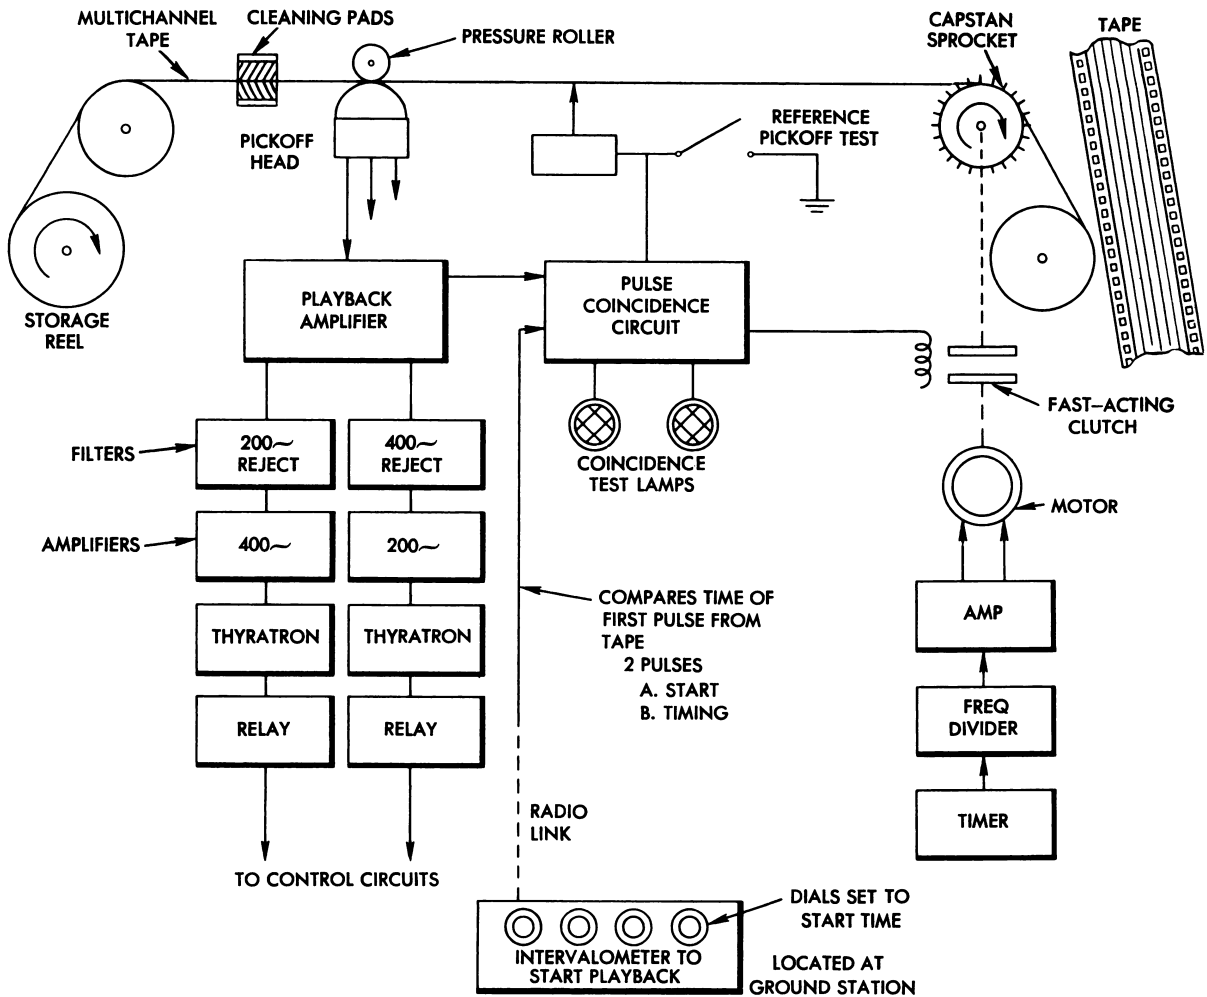 MULTICHANNEL
TAPE
CLEANING PADS
PRESSURE ROLLER
CAPSTAN
SPROCKET
TAPE
PICKOFF
HEAD
REFERENCE
PICKOFF TEST
STORAGE
REEL
PLAYBACK
AMPLIFIER
PULSE
COINCIDENCE
CIRCUIT
FAST–ACTING
CLUTCH
FILTERS
200~
REJECT
400~
REJECT
COINCIDENCE
TEST LAMPS
MOTOR
AMPLIFIERS
400~
200~
COMPARES TIME OF
FIRST PULSE FROM
TAPE
2 PULSES
A. START
B. TIMING
THYRATRON
THYRATRON
AMP
RELAY
RELAY
FREQ
DIVIDER
TIMER
RADIO
LINK
TO CONTROL CIRCUITS
DIALS SET TO
START TIME
INTERVALOMETER TO
START PLAYBACK
LOCATED AT
GROUND STATION